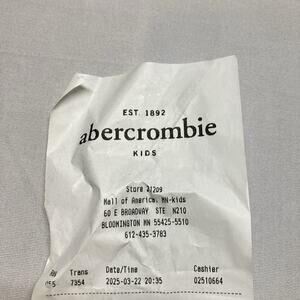 EST. 1892
abercrombie
KIDS
Store 21209
Mall of America, MN-kids
60 E BROADWAY STE N210
BLOOMINGTON MN 55425-5510
612-435-3783
Trans Date/Time Cashier
7354 2025-03-22 20:35 02510664